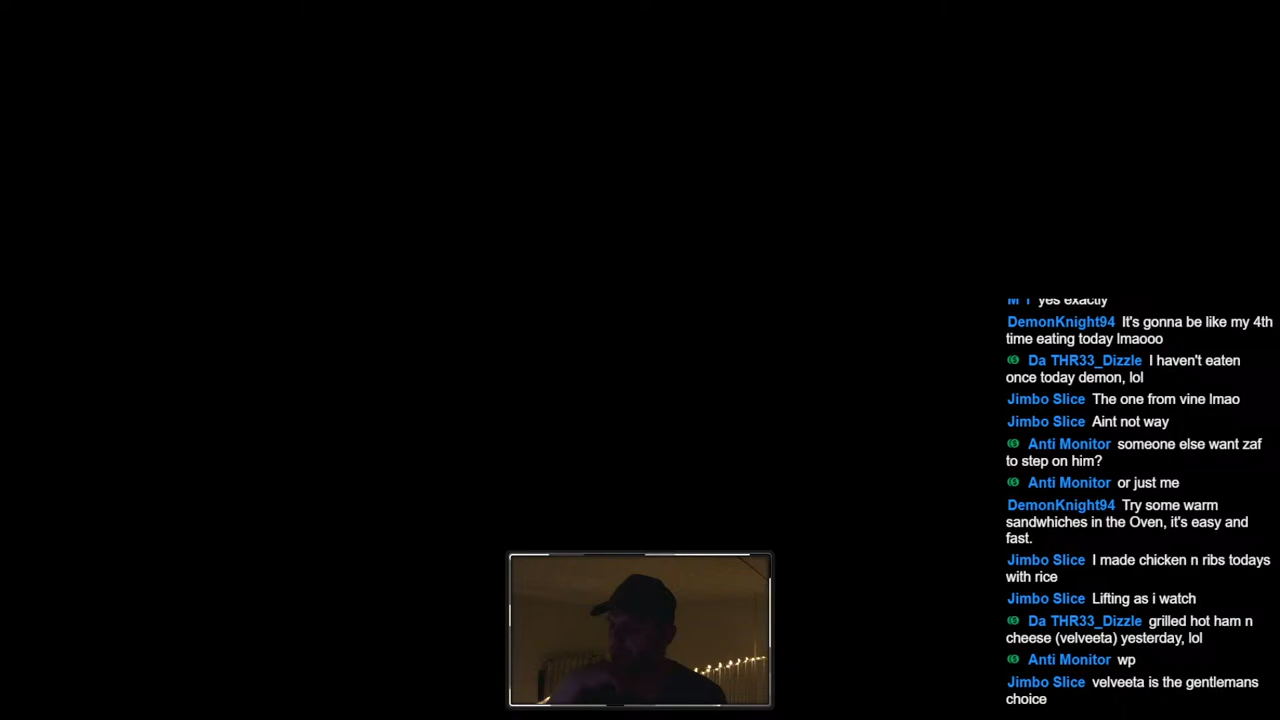 yes exactly
DemonKnight94 It's gonna be like my 4th
time eating today lmaooo
Da THR33_Dizzle I haven't eaten
once today demon, lol
Jimbo Slice The one from vine lmao
Jimbo Slice Aint not way
Anti Monitor someone else want zaf
to step on him?
Anti Monitor or just me
DemonKnight94 Try some warm
sandwhiches in the Oven, it's easy and
fast.
Jimbo Slice I made chicken n ribs todays
with rice
Jimbo Slice Lifting as i watch
Da THR33_Dizzle grilled hot ham n
cheese (velveeta) yesterday, lol
Anti Monitor wp
Jimbo Slice velveeta is the gentlemans
choice